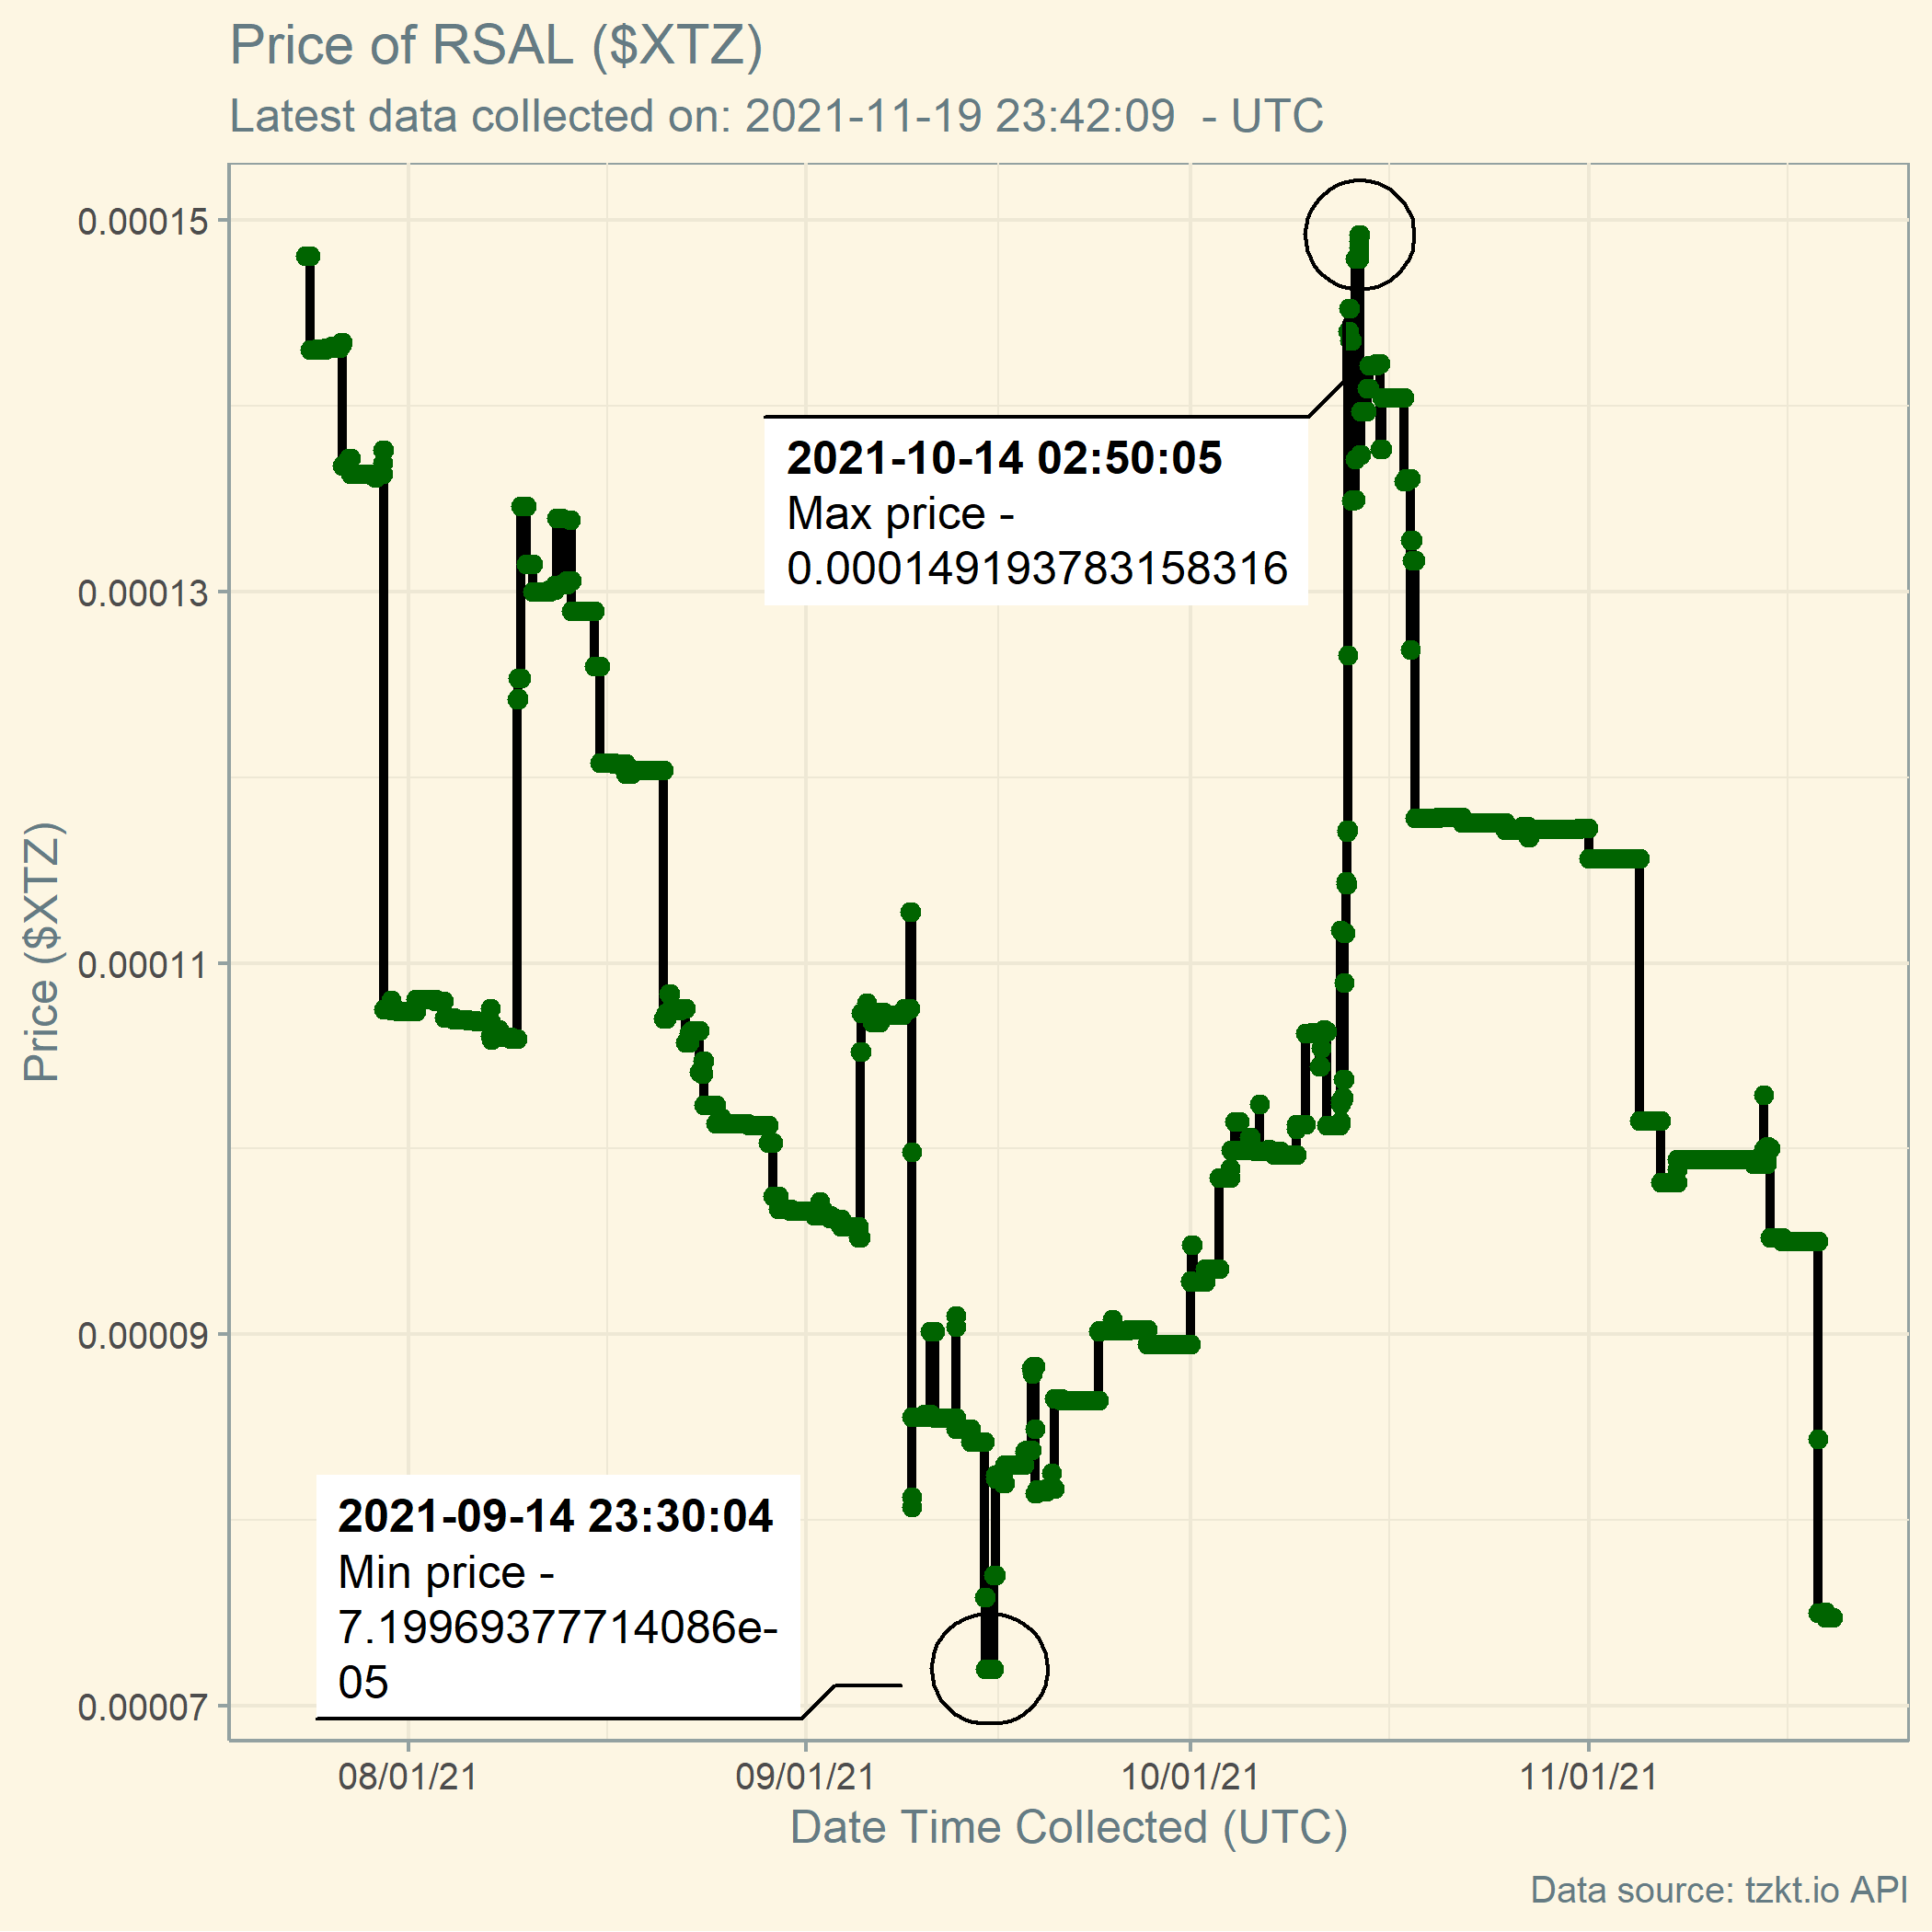 Price of RSAL ($XTZ)
Latest data collected on: 2021-11-19 23:42:09  - UTC
0.00015
0.00013
0.00011
0.00009
0.00007
Price ($XTZ)
2021-10-14 02:50:05
Max price -
0.000149193783158316
2021-09-14 23:30:04
Min price -
7.19969377714086e-
05
08/01/21
09/01/21
10/01/21
11/01/21
Date Time Collected (UTC)
Data source: tzkt.io API